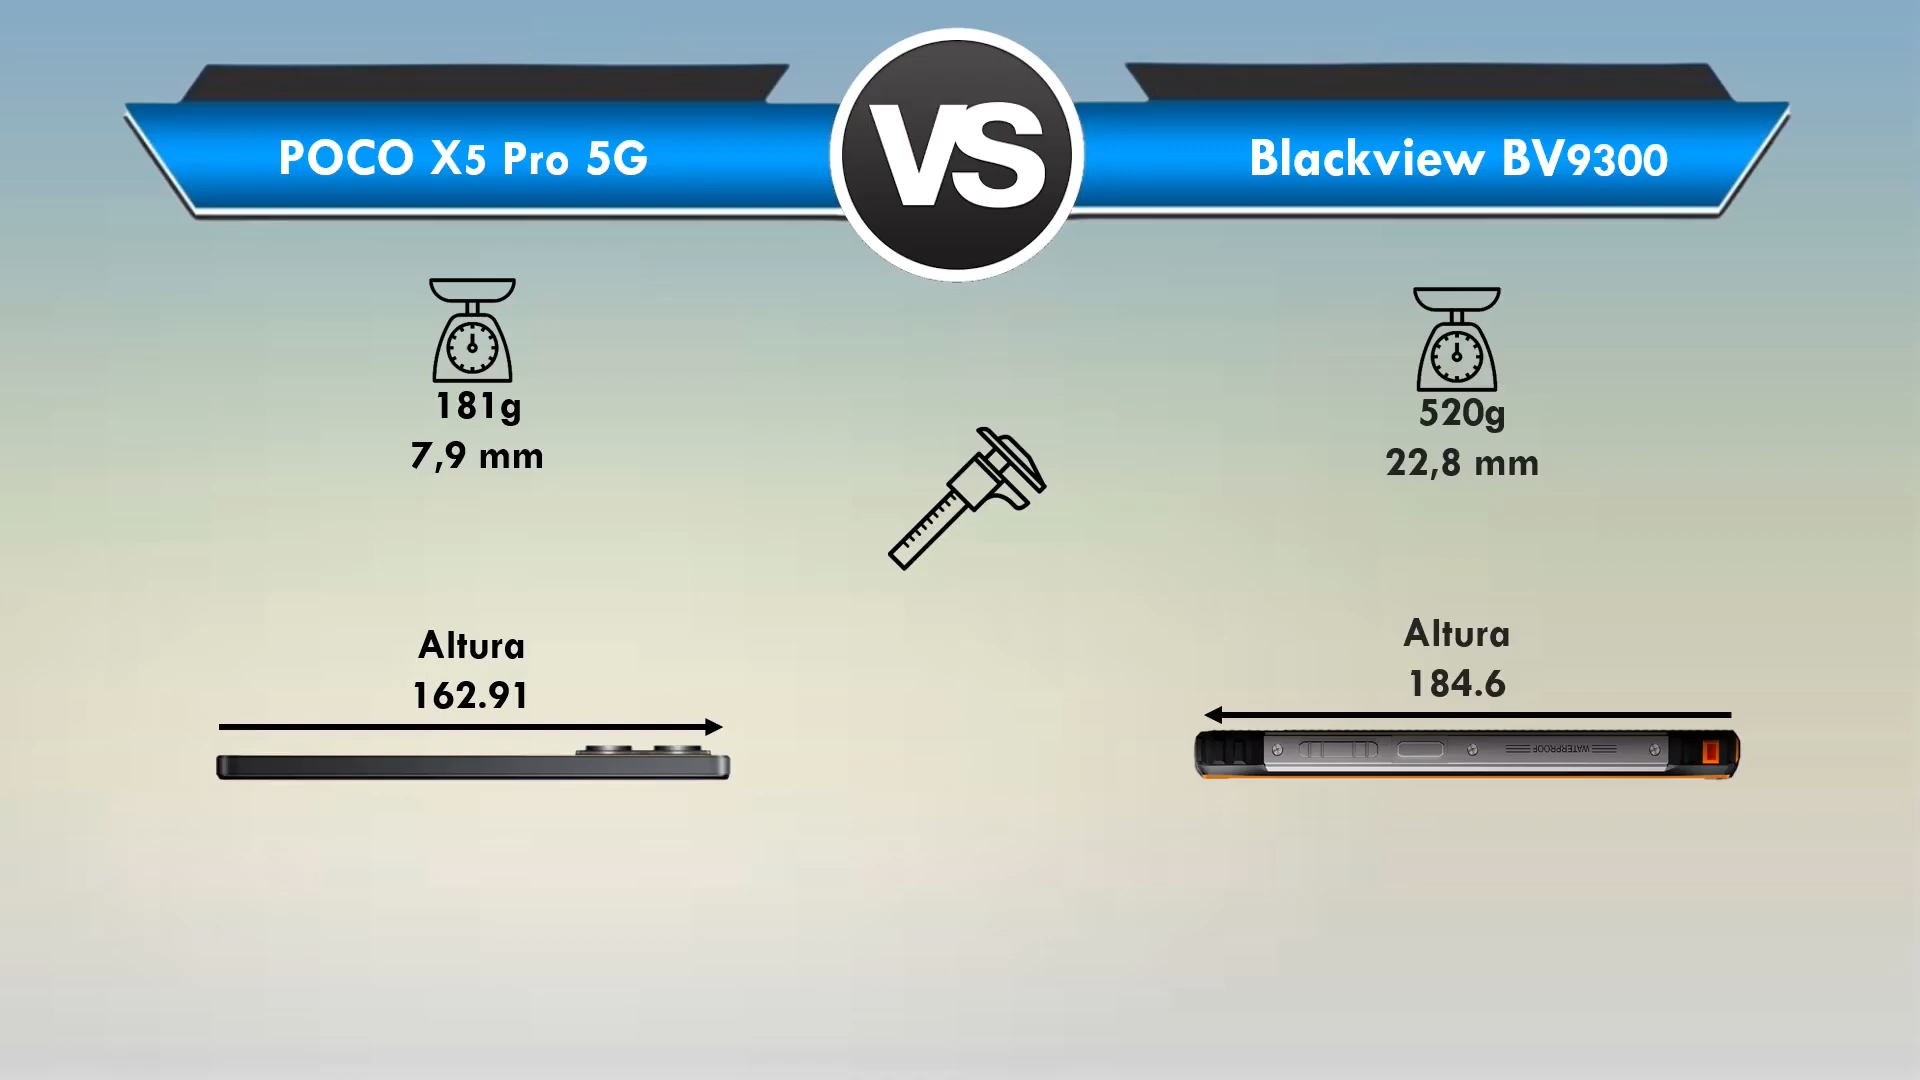 POCO X5 Pro 5G
VS
Blackview BV9300
181g
7,9 mm
520g
22,8 mm
Altura
162.91
Altura
184.6
WATERPROOF